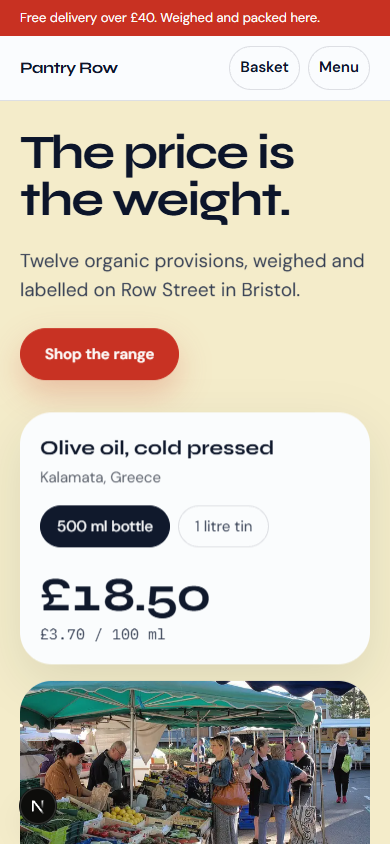 Free delivery over £40. Weighed and packed here.
Pantry Row
Basket
Menu
The price is
the weight.
Twelve organic provisions, weighed and
labelled on Row Street in Bristol.
Shop the range
Olive oil, cold pressed
Kalamata, Greece
500 ml bottle
1 litre tin
£18.50
£3.70 / 100 ml
N